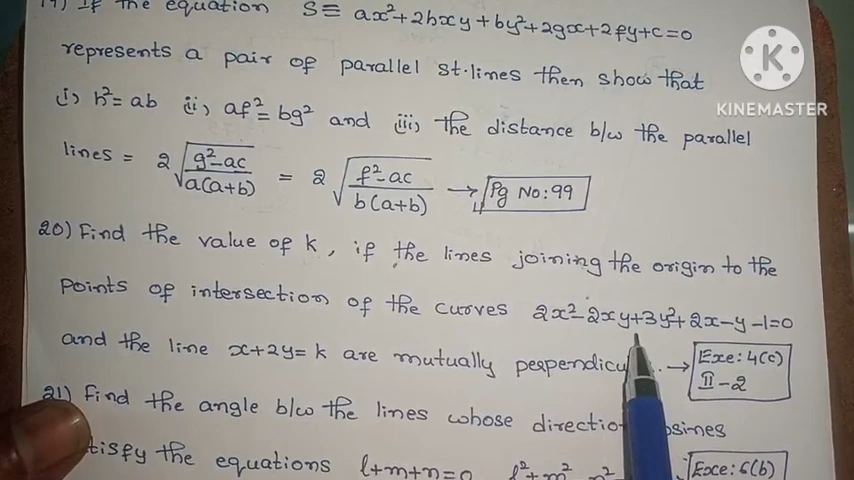 19) If the equation S≡ ax²+2hxy+by²+2gx+2fy+c=0
represents a pair of parallel st.lines then show that
(i) h²=ab (ii) af²=bg² and (iii) the distance b/w the parallel
lines = 2√(g²-ac / a(a+b)) = 2√(f²-ac / b(a+b)) → Pg No:99
20) Find the value of k, if the lines joining the origin to the
points of intersection of the curves 2x²-2xy+3y²+2x-y-1=0
and the line x+2y=k are mutually perpendicu . → Exe: 4(c) II-2
21) Find the angle b/w the lines whose directio osines
tisfy the equations l+m+n=0 Exe: 6(b)
KINEMASTER